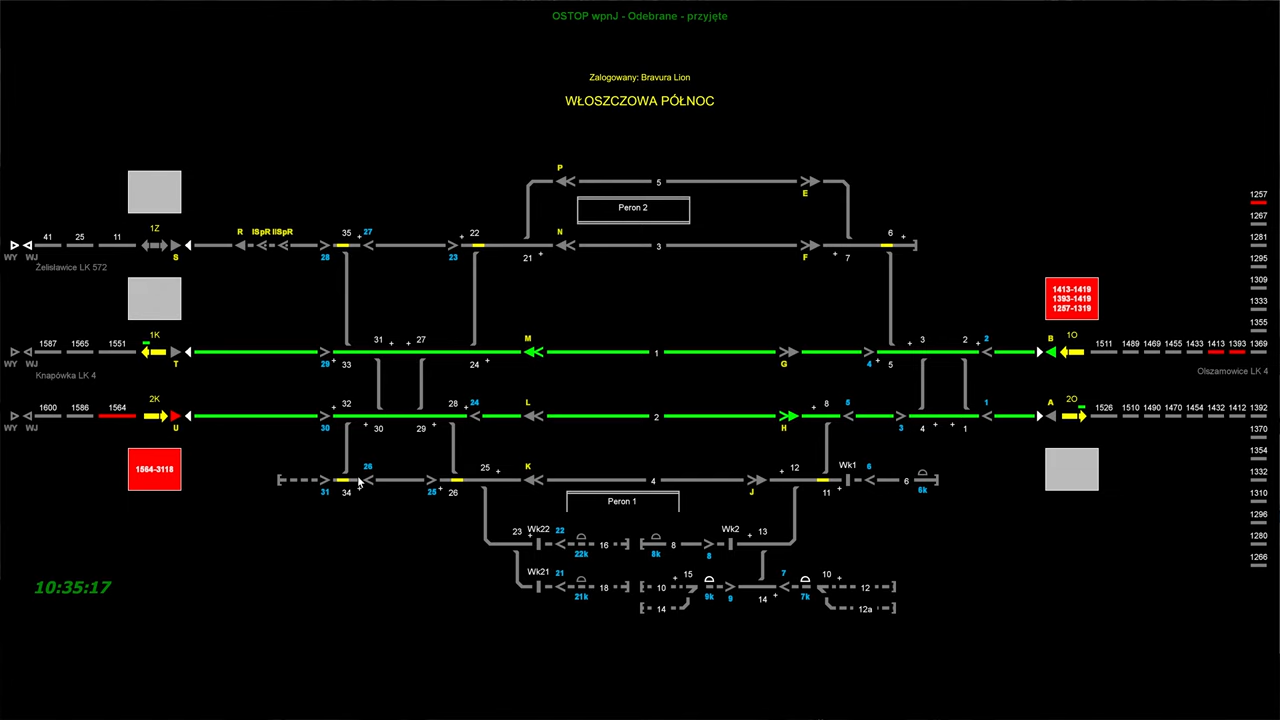 OSTOP wpnJ - Odebrane - przyjęte
Zalogowany: Bravura Lion
WŁOSZCZOWA PÓŁNOC
P
5
E
Peron 2
1257
1267
1281
1295
1309
1333
1355
41 25 11 1Z R ISpR IISpR 35 27 22 N 3 6
WY WJ S 28 23 21 F 7
Żelisławice LK 572
1413-1419
1393-1419
1257-1319
1587 1565 1551 1K 31 27 M 1 3 2 2 B 1O 1511 1489 1469 1455 1433 1413 1393 1369
WY WJ T 29 33 24 G 4 5
Knapówka LK 4
Olszamowice LK 4
1600 1586 1564 2K 32 28 24 L 2 8 5 1 A 2O 1526 1510 1490 1470 1454 1432 1412 1392
WY WJ U 30 30 29 H 3 4 1
1370
1354
1332
1310
1296
1280
1266
1564-3118
26 25 K 4 12 Wk1 6 6
31 34 25 26 J 11 6k
Peron 1
23 Wk22 22 16 8 Wk2 13
22k 8k 8
Wk21 21 18 10 15 7 10 12
21k 9k 9 14 7k
14 12a
10:35:17